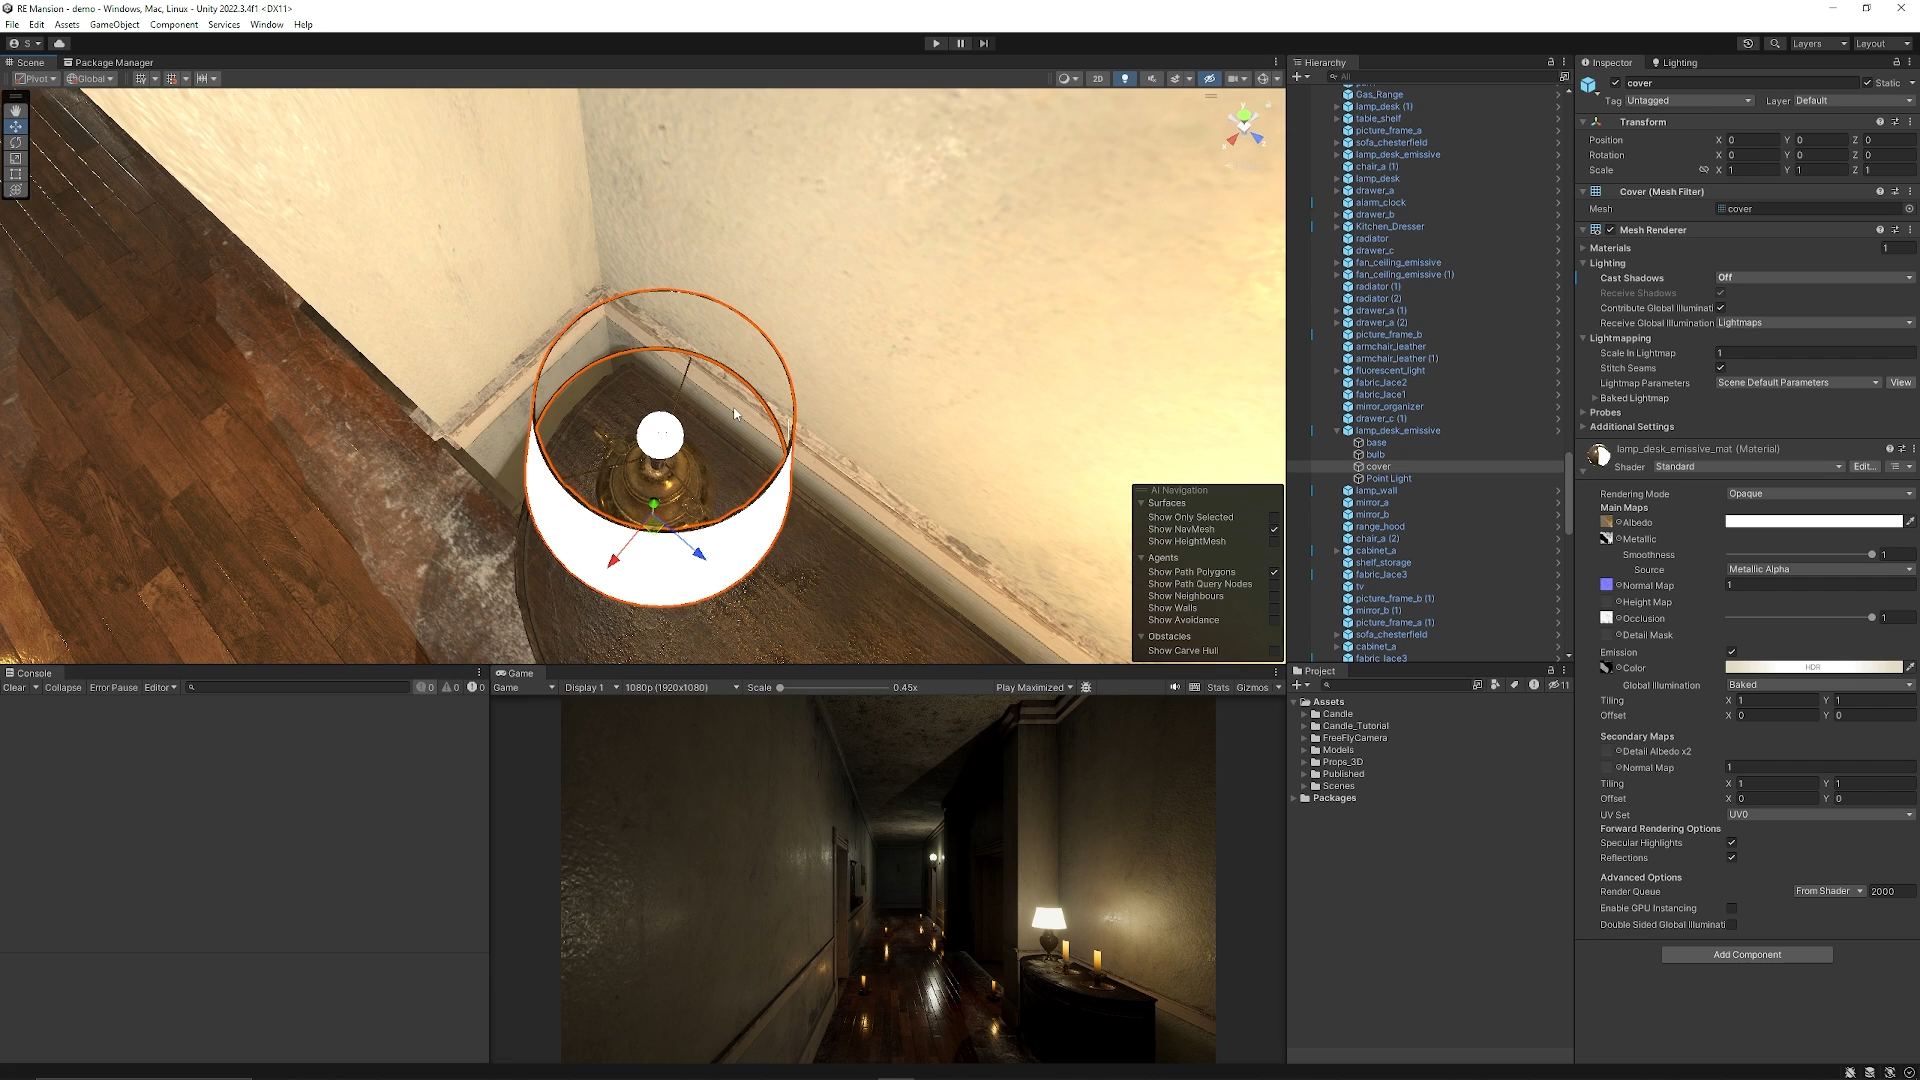 RE Mansion - demo - Windows, Mac, Linux - Unity 2022.3.4f1 <DX11>
File Edit Assets GameObject Component Services Window Help
S Layers Layout
Scene Package Manager
Pivot Global 2D
Hierarchy
All
Gas_Range
lamp_desk (1)
table_shelf
picture_frame_a
sofa_chesterfield
lamp_desk_emissive
chair_a (1)
lamp_desk
drawer_a
alarm_clock
drawer_b
Kitchen_Dresser
radiator
drawer_c
fan_ceiling_emissive
fan_ceiling_emissive (1)
radiator (1)
radiator (2)
drawer_a (1)
drawer_a (2)
picture_frame_b
armchair_leather
armchair_leather (1)
fluorescent_light
fabric_lace2
fabric_lace1
mirror_organizer
drawer_c (1)
lamp_desk_emissive
base
bulb
cover
Point Light
lamp_wall
mirror_a
mirror_b
range_hood
chair_a (2)
cabinet_a
shelf_storage
fabric_lace3
tv
picture_frame_b (1)
mirror_b (1)
picture_frame_a (1)
sofa_chesterfield
cabinet_a
fabric_lace3
AI Navigation
Surfaces
Show Only Selected
Show NavMesh
Show HeightMesh
Agents
Show Path Polygons
Show Path Query Nodes
Show Neighbours
Show Walls
Show Avoidance
Obstacles
Show Carve Hull
Inspector Lighting
cover Static
Tag Untagged Layer Default
Transform
Position X 0 Y 0 Z 0
Rotation X 0 Y 0 Z 0
Scale X 1 Y 1 Z 1
Cover (Mesh Filter)
Mesh cover
Mesh Renderer
Materials 1
Lighting
Cast Shadows Off
Receive Shadows
Contribute Global Illuminati
Receive Global Illumination Lightmaps
Lightmapping
Scale In Lightmap 1
Stitch Seams
Lightmap Parameters Scene Default Parameters View
Baked Lightmap
Probes
Additional Settings
lamp_desk_emissive_mat (Material)
Shader Standard Edit...
Rendering Mode Opaque
Main Maps
Albedo
Metallic
Smoothness 1
Source Metallic Alpha
Normal Map 1
Height Map
Occlusion 1
Detail Mask
Emission
Color HDR
Global Illumination Baked
Tiling X 1 Y 1
Offset X 0 Y 0
Secondary Maps
Detail Albedo x2
Normal Map 1
Tiling X 1 Y 1
Offset X 0 Y 0
UV Set UV0
Forward Rendering Options
Specular Highlights
Reflections
Advanced Options
Render Queue From Shader 2000
Enable GPU Instancing
Double Sided Global Illuminati
Add Component
Console
Clear Collapse Error Pause Editor 0 0 0
Game
Game Display 1 1080p (1920x1080) Scale 0.45x Play Maximized Stats Gizmos
Project
11
Assets
Candle
Candle_Tutorial
FreeFlyCamera
Models
Props_3D
Published
Scenes
Packages